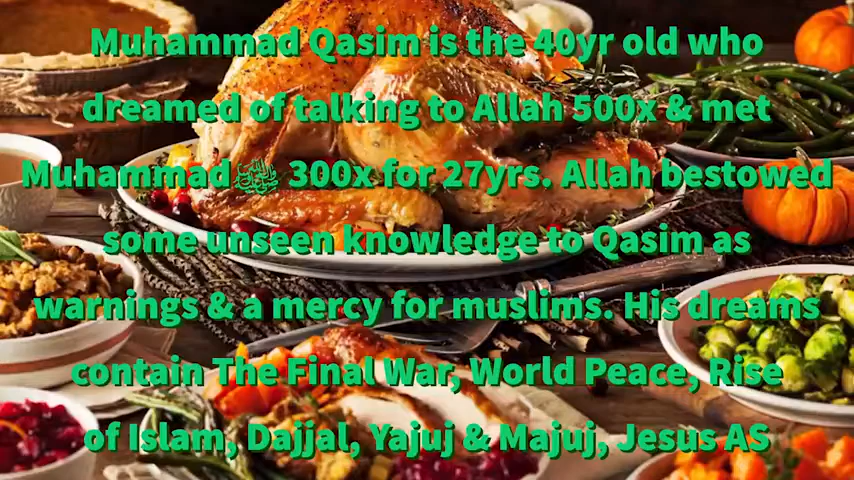 Muhammad Qasim is the 40yr old who
dreamed of talking to Allah 500x & met
Muhammadﷺ 300x for 27yrs. Allah bestowed
some unseen knowledge to Qasim as
warnings & a mercy for muslims. His dreams
contain The Final War, World Peace, Rise
of Islam, Dajjal, Yajuj & Majuj, Jesus AS